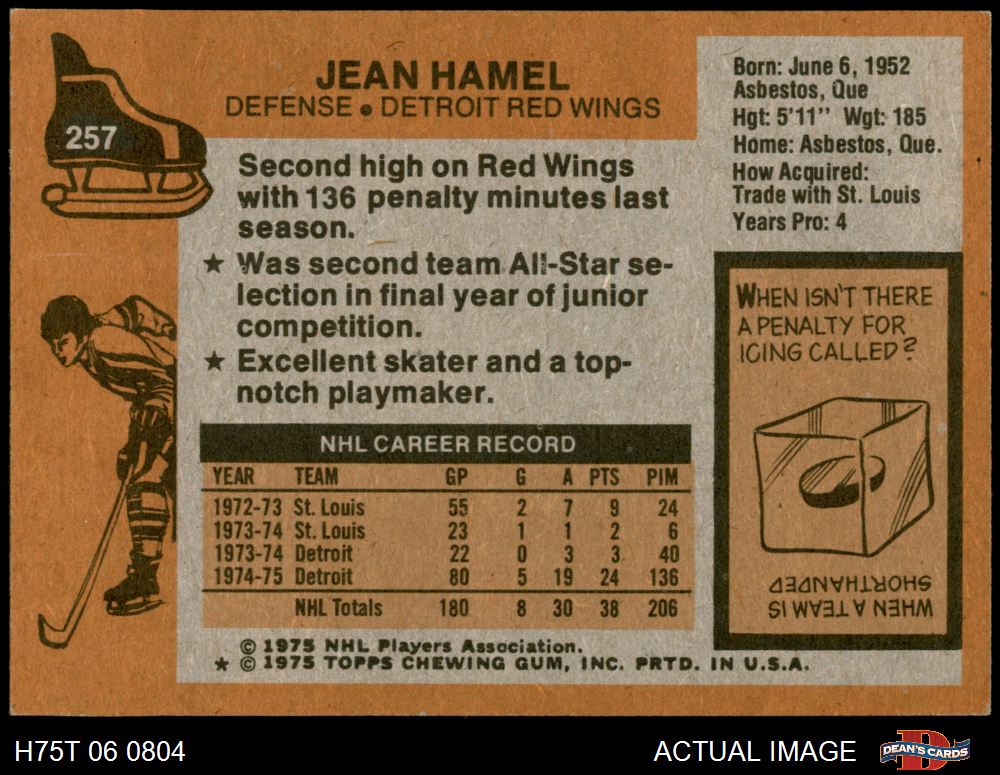 257
JEAN HAMEL
DEFENSE • DETROIT RED WINGS
Born: June 6, 1952
Asbestos, Que
Hgt: 5'11" Wgt: 185
Home: Asbestos, Que.
How Acquired:
Trade with St. Louis
Years Pro: 4
Second high on Red Wings
with 136 penalty minutes last
season.
★ Was second team All-Star se-
lection in final year of junior
competition.
★ Excellent skater and a top-
notch playmaker.
WHEN ISN'T THERE
A PENALTY FOR
ICING CALLED?
WHEN A TEAM IS
SHORTHANDED
NHL CAREER RECORD
YEAR TEAM GP G A PTS PIM
1972-73 St. Louis 55 2 7 9 24
1973-74 St. Louis 23 1 1 2 6
1973-74 Detroit 22 0 3 3 40
1974-75 Detroit 80 5 19 24 136
NHL Totals 180 8 30 38 206
© 1975 NHL Players Association.
★ © 1975 TOPPS CHEWING GUM, INC. PRTD. IN U.S.A.
H75T 06 0804
ACTUAL IMAGE
D
DEAN'S CARDS